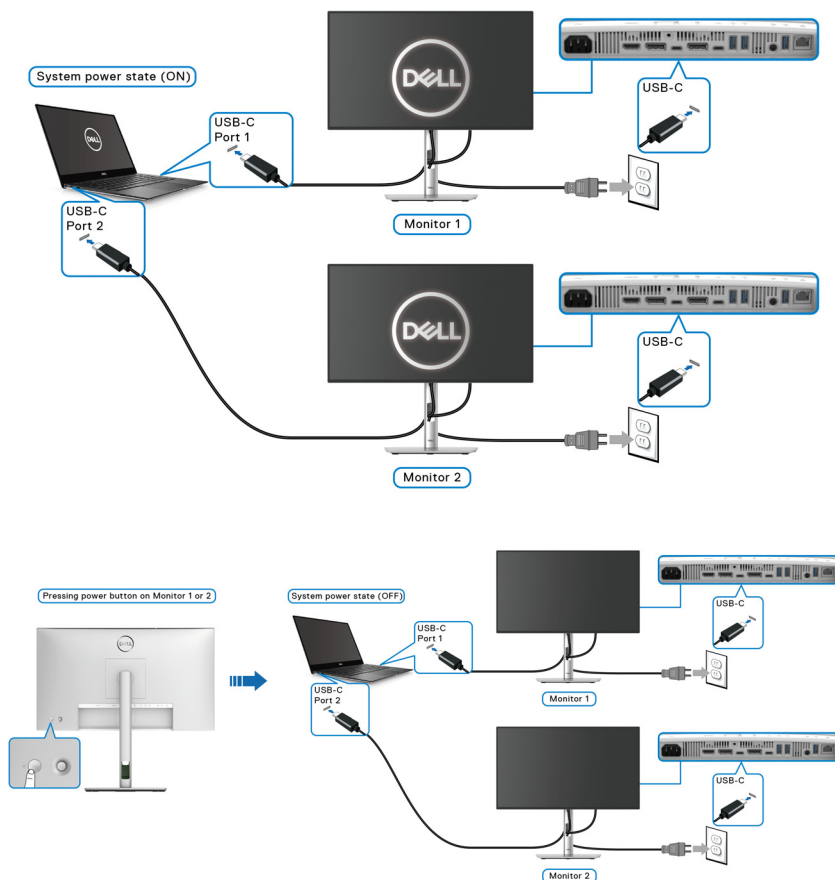 System power state (ON)
DELL
USB-C
Port 1
DELL
USB-C
Monitor 1
USB-C
Port 2
DELL
USB-C
Monitor 2
Pressing power button on Monitor 1 or 2
System power state (OFF)
DELL
USB-C
Port 1
USB-C
Monitor 1
USB-C
Port 2
USB-C
Monitor 2